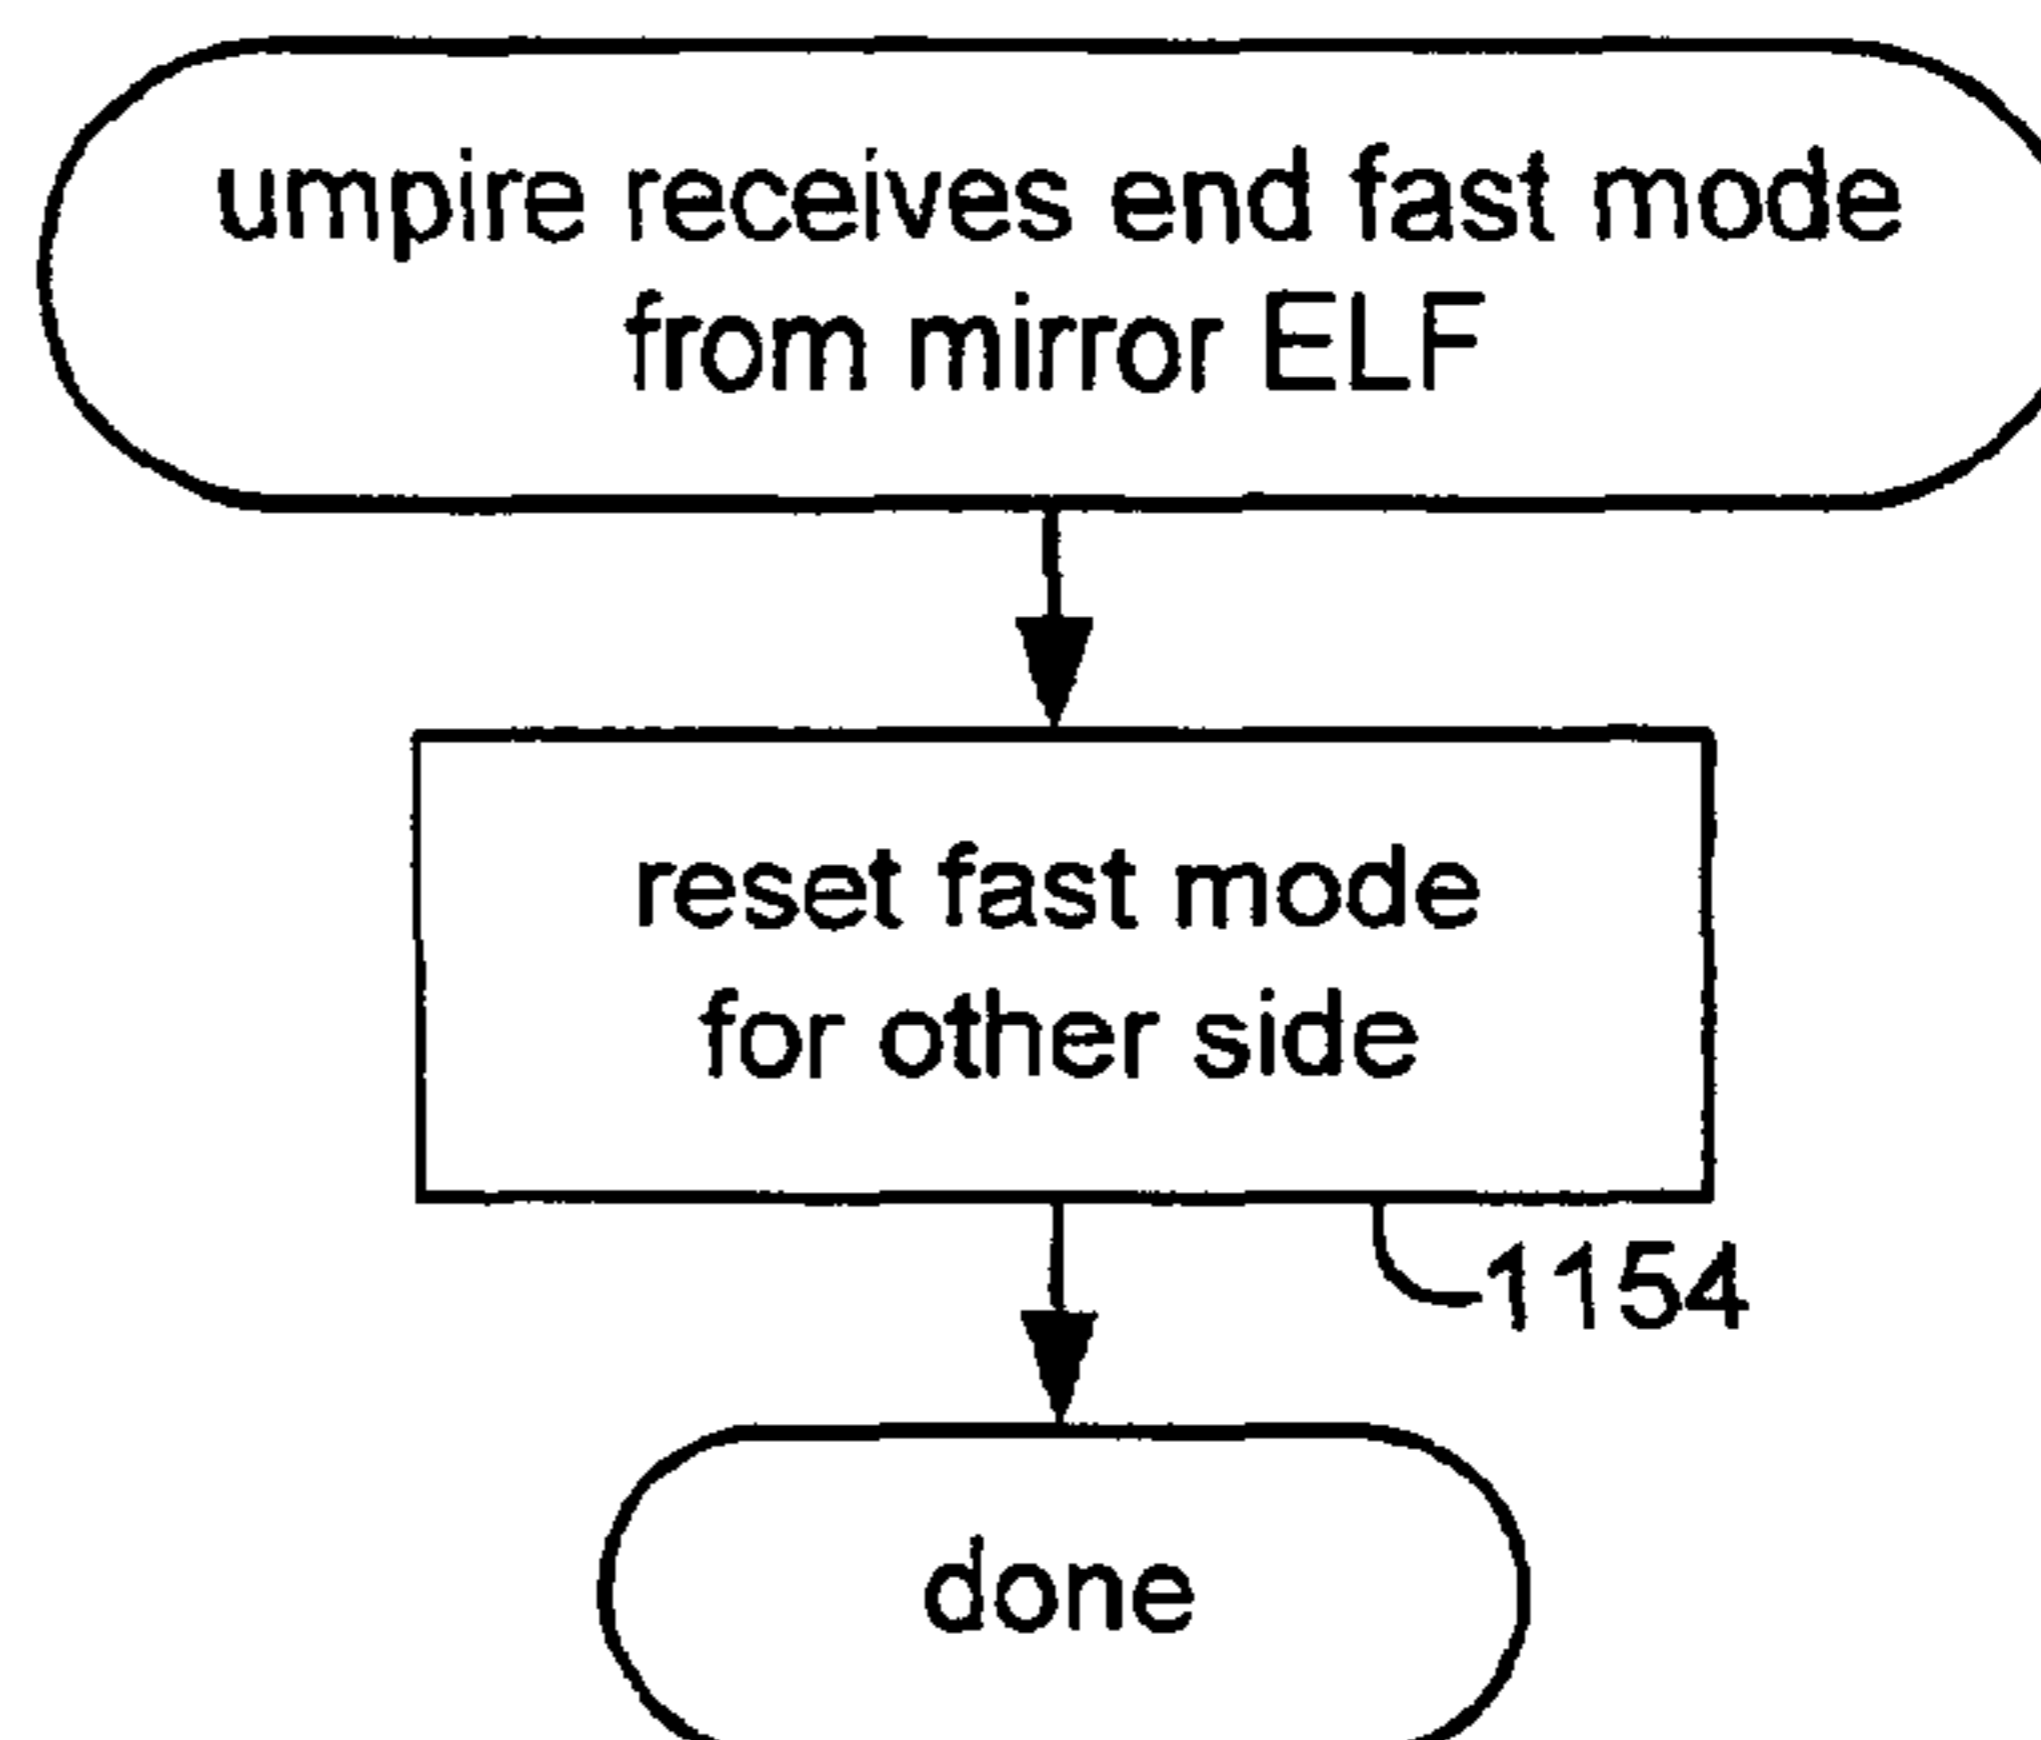 umpire receives end fast mode
from mirror ELF
reset fast mode
for other side
1154
done